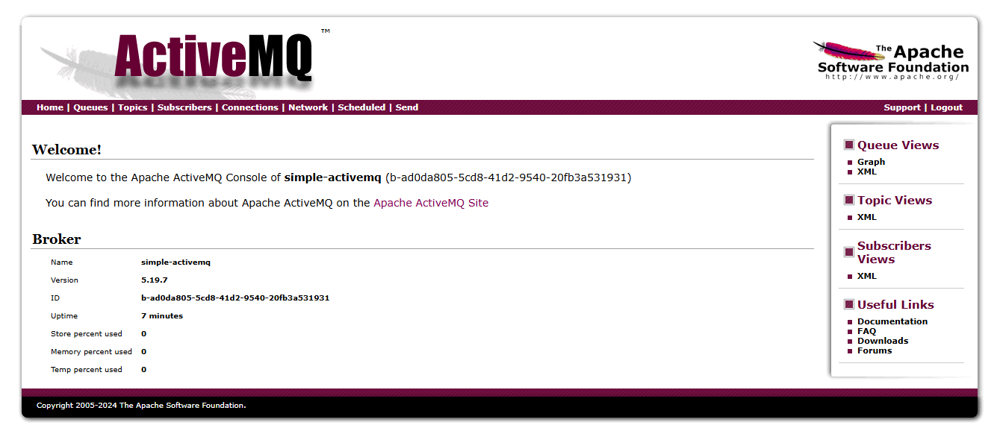 ActiveMQ ™
The Apache
Software Foundation
http://www.apache.org/
Home | Queues | Topics | Subscribers | Connections | Network | Scheduled | Send
Support | Logout
Welcome!
Welcome to the Apache ActiveMQ Console of simple-activemq (b-ad0da805-5cd8-41d2-9540-20fb3a531931)
You can find more information about Apache ActiveMQ on the Apache ActiveMQ Site
Broker
Name simple-activemq
Version 5.19.7
ID b-ad0da805-5cd8-41d2-9540-20fb3a531931
Uptime 7 minutes
Store percent used 0
Memory percent used 0
Temp percent used 0
Queue Views
Graph
XML
Topic Views
XML
Subscribers
Views
XML
Useful Links
Documentation
FAQ
Downloads
Forums
Copyright 2005-2024 The Apache Software Foundation.